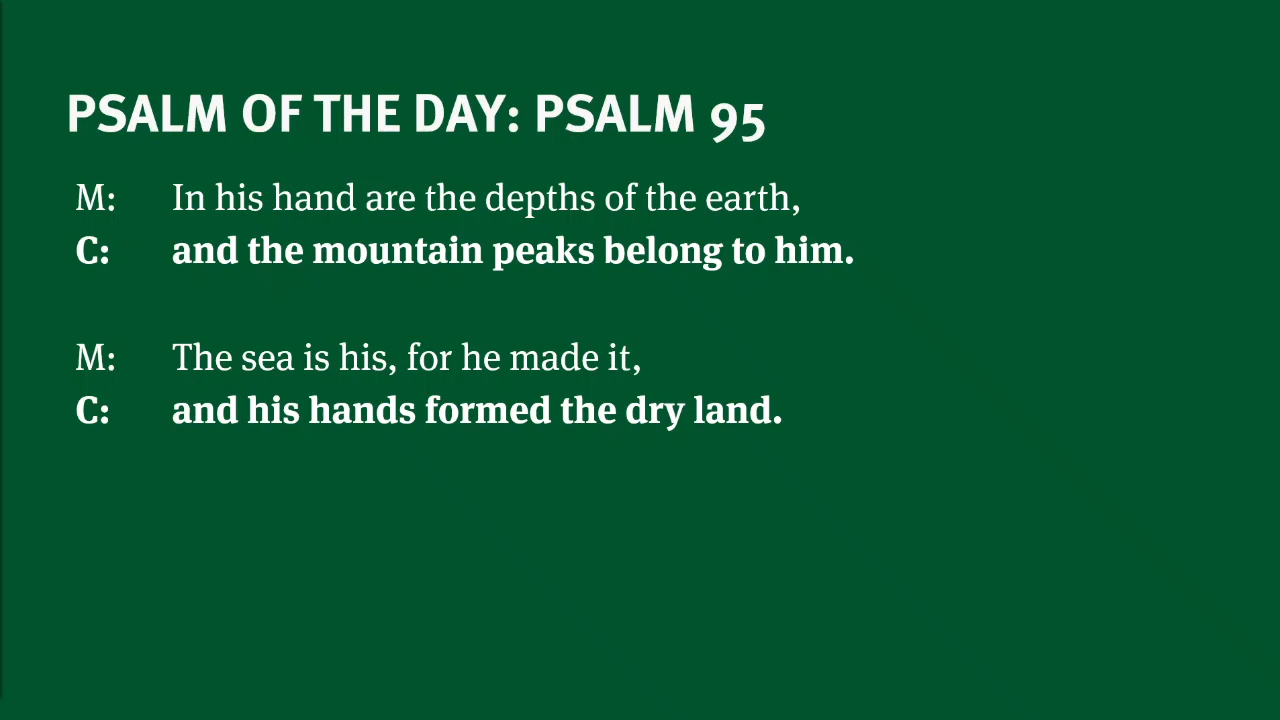 PSALM OF THE DAY: PSALM 95
M: In his hand are the depths of the earth,
C: and the mountain peaks belong to him.
M: The sea is his, for he made it,
C: and his hands formed the dry land.